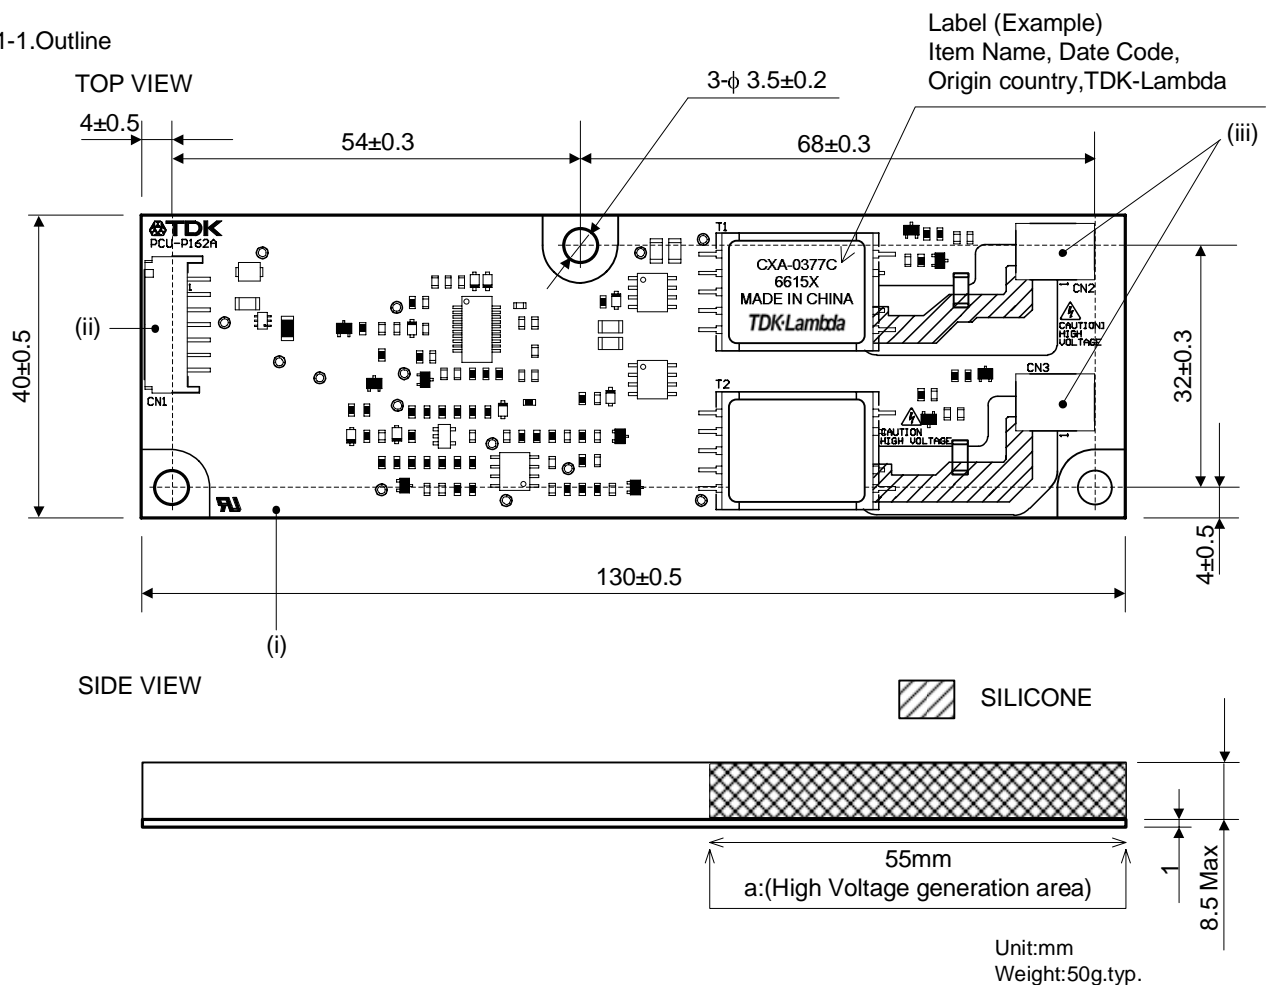 1-1.Outline
Label (Example)
Item Name, Date Code,
Origin country,TDK-Lambda
TOP VIEW
3-ϕ 3.5±0.2
4±0.5
54±0.3
68±0.3
(iii)
TDK
PCU-P162A
T1
CXA-0377C
6615X
MADE IN CHINA
TDK·Lambda
1
CN2
1
CAUTION!
HIGH
VOLTAGE
(ii)
40±0.5
32±0.3
CN1
T2
CN3
CAUTION
HIGH VOLTAGE
1
4±0.5
130±0.5
(i)
SIDE VIEW
SILICONE
55mm
a:(High Voltage generation area)
1
8.5 Max
Unit:mm
Weight:50g.typ.